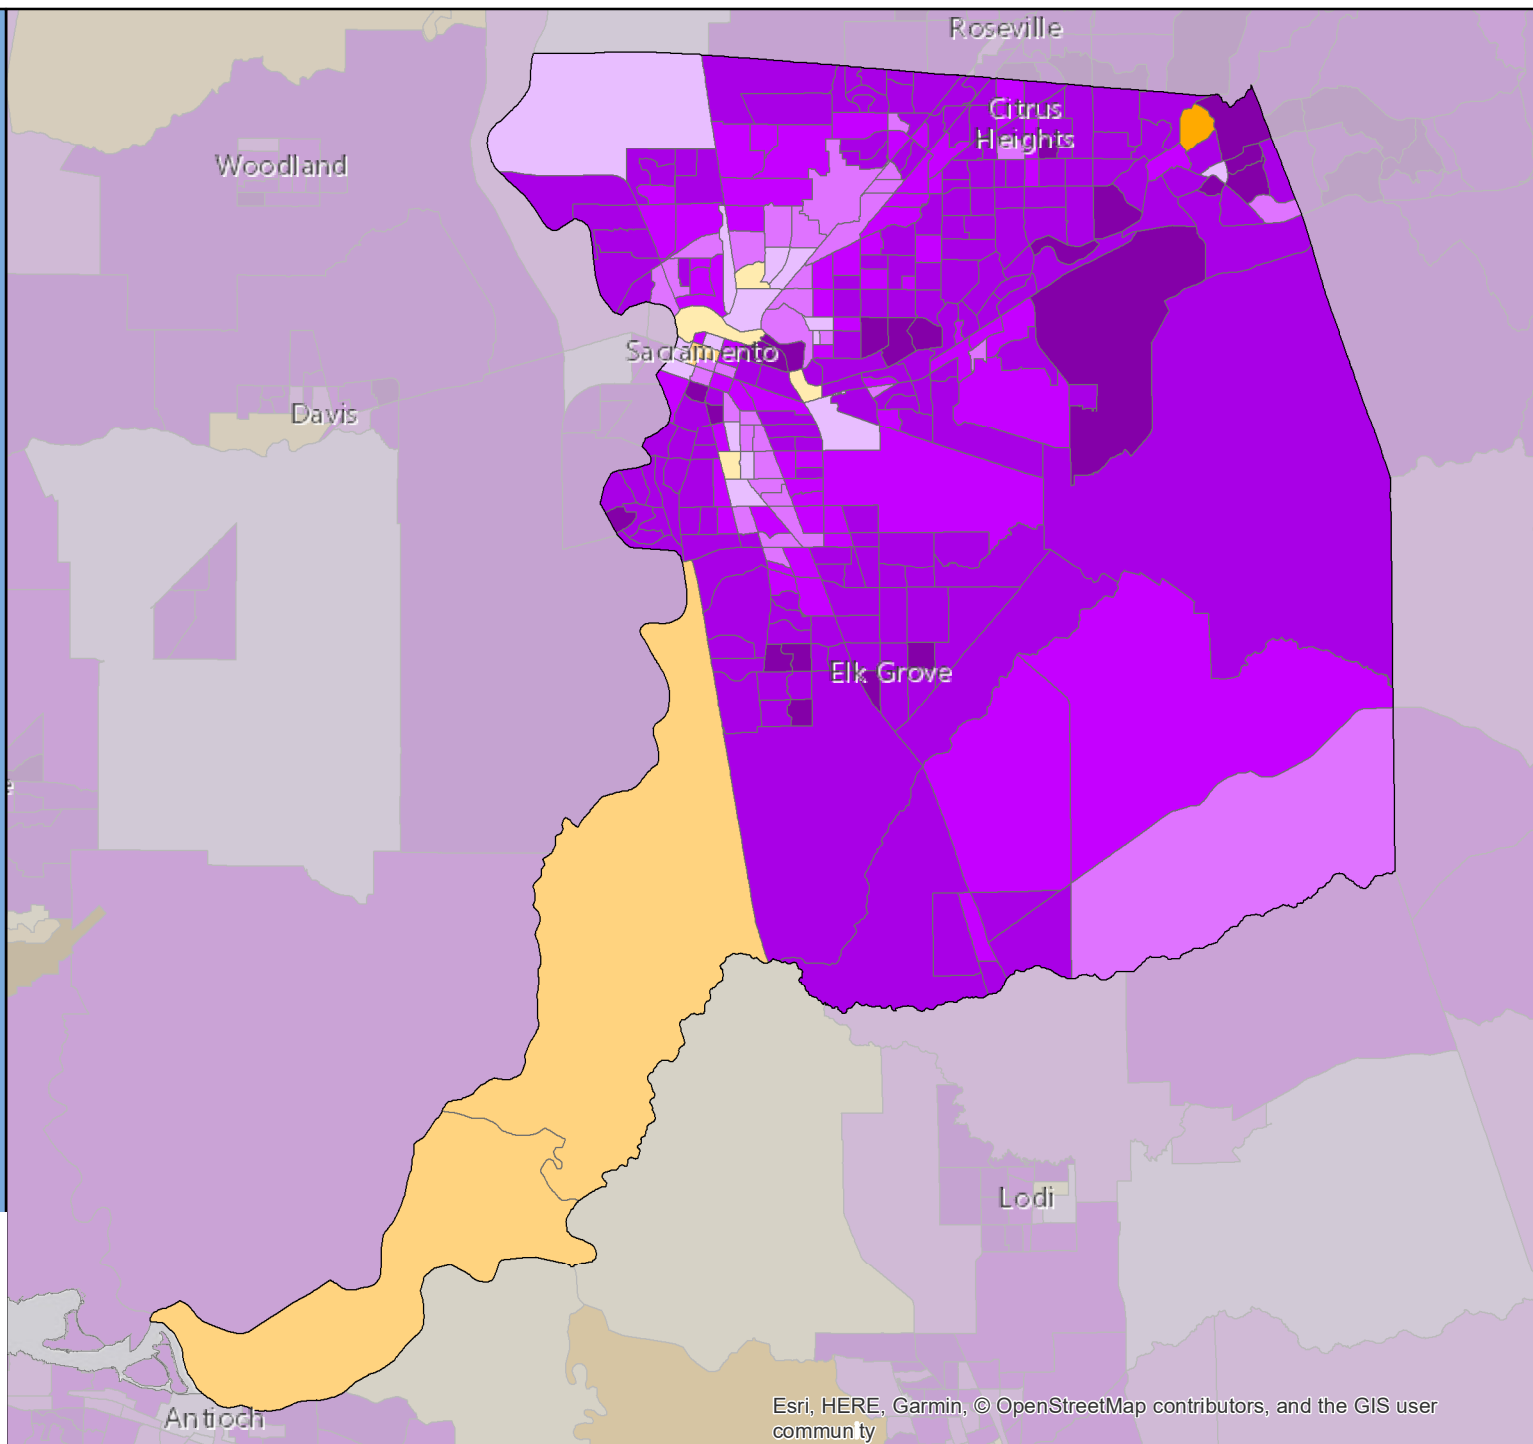 Roseville
Citrus
Heights
Woodland
Sacramento
Davis
Elk Grove
e
Lodi
Antioch
Esri, HERE, Garmin, © OpenStreetMap contributors, and the GIS user
community